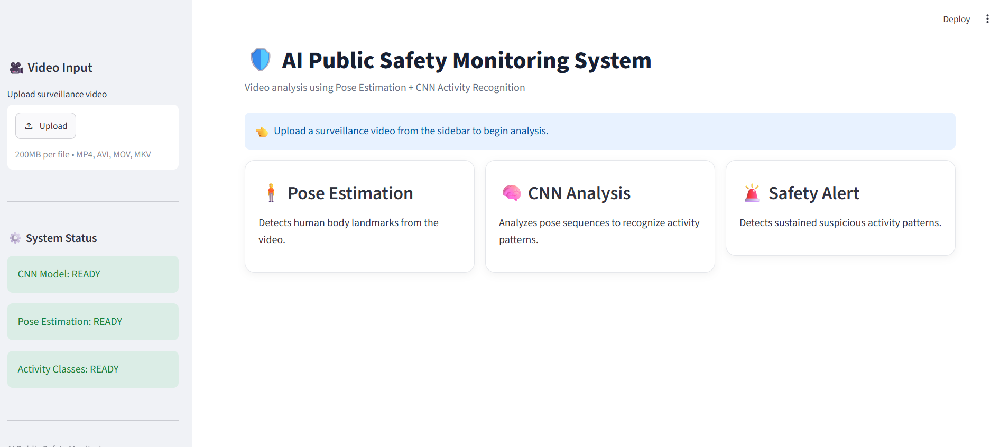 Deploy
Video Input
Upload surveillance video
Upload
200MB per file • MP4, AVI, MOV, MKV
System Status
CNN Model: READY
Pose Estimation: READY
Activity Classes: READY
AI Public Safety Monitoring System
Video analysis using Pose Estimation + CNN Activity Recognition
Upload a surveillance video from the sidebar to begin analysis.
Pose Estimation
Detects human body landmarks from the
video.
CNN Analysis
Analyzes pose sequences to recognize activity
patterns.
Safety Alert
Detects sustained suspicious activity patterns.